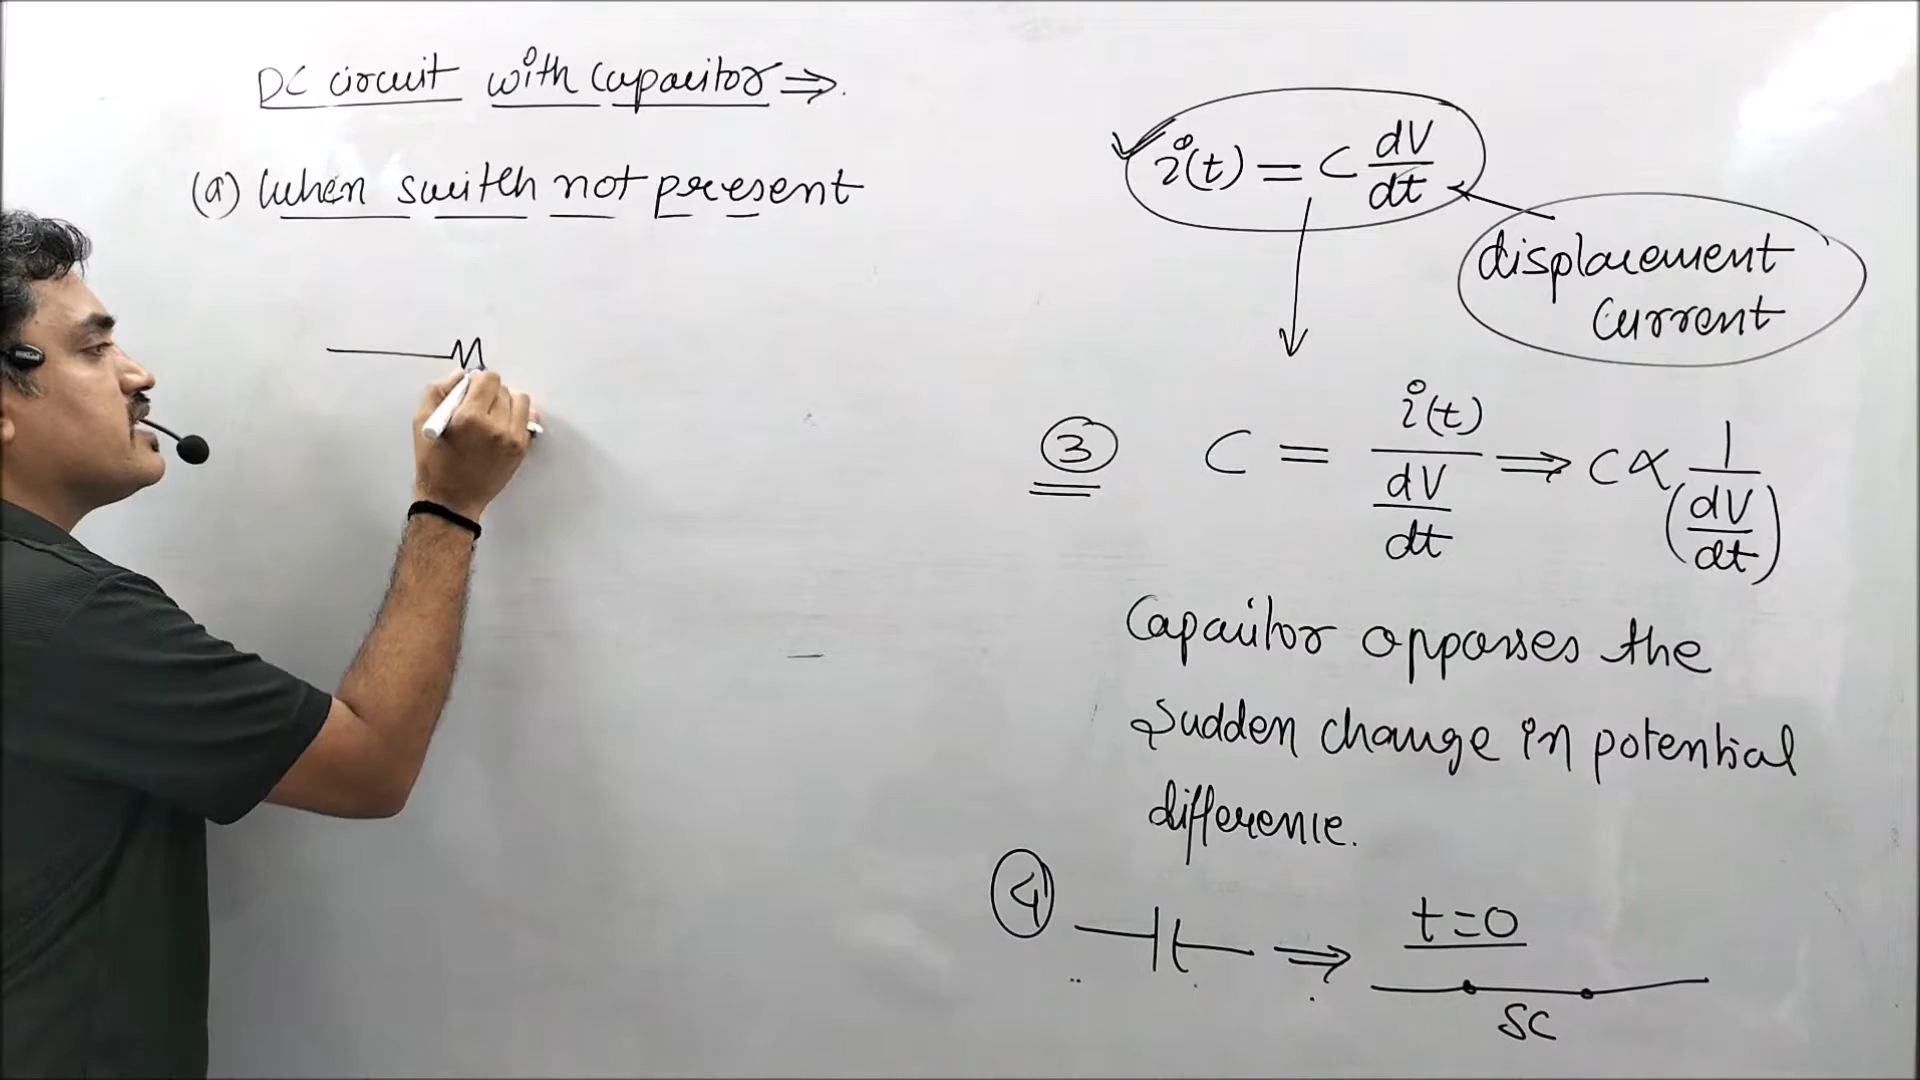 DC circuit with capacitor ⇒.
(a) When switch not present
i(t) = C dV/dt
displacement
current
③ C = i(t) / (dV/dt) ⇒ C ∝ 1/(dV/dt)
Capacitor opposses the
sudden change in potential
difference.
④ ⇒ t=0
SC